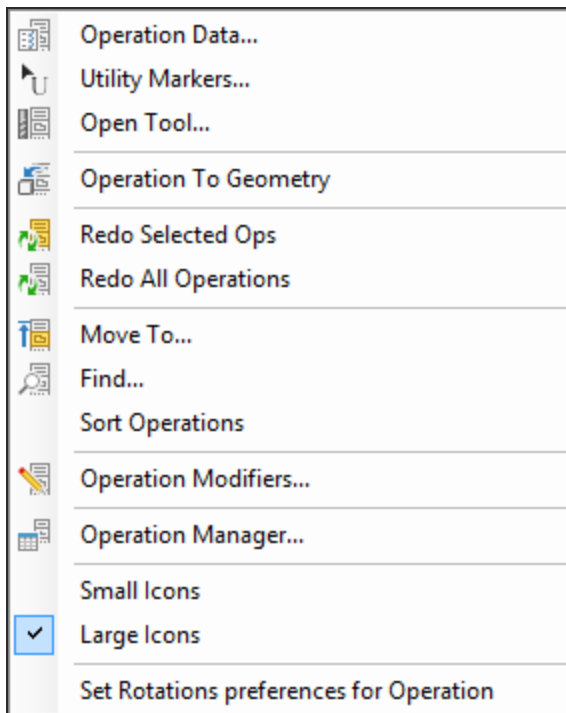 Operation Data...
Utility Markers...
Open Tool...
Operation To Geometry
Redo Selected Ops
Redo All Operations
Move To...
Find...
Sort Operations
Operation Modifiers...
Operation Manager...
Small Icons
Large Icons
Set Rotations preferences for Operation